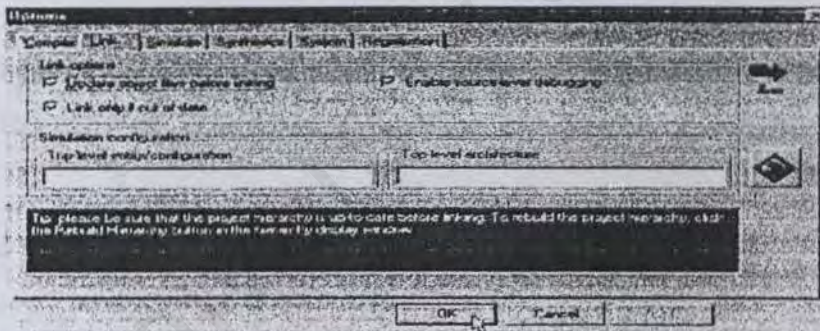 Options
Compile Link Simulate Synthesize System Registration
Link options
Update object files before linking
Enable source-level debugging
Link only if out of date
Simulation configuration
Top-level entity/configuration
Top-level architecture
Tip: please be sure that the project hierarchy is up-to-date before linking. To rebuild the project hierarchy, click
the Rebuild Hierarchy button in the hierarchy display window.
OK Cancel